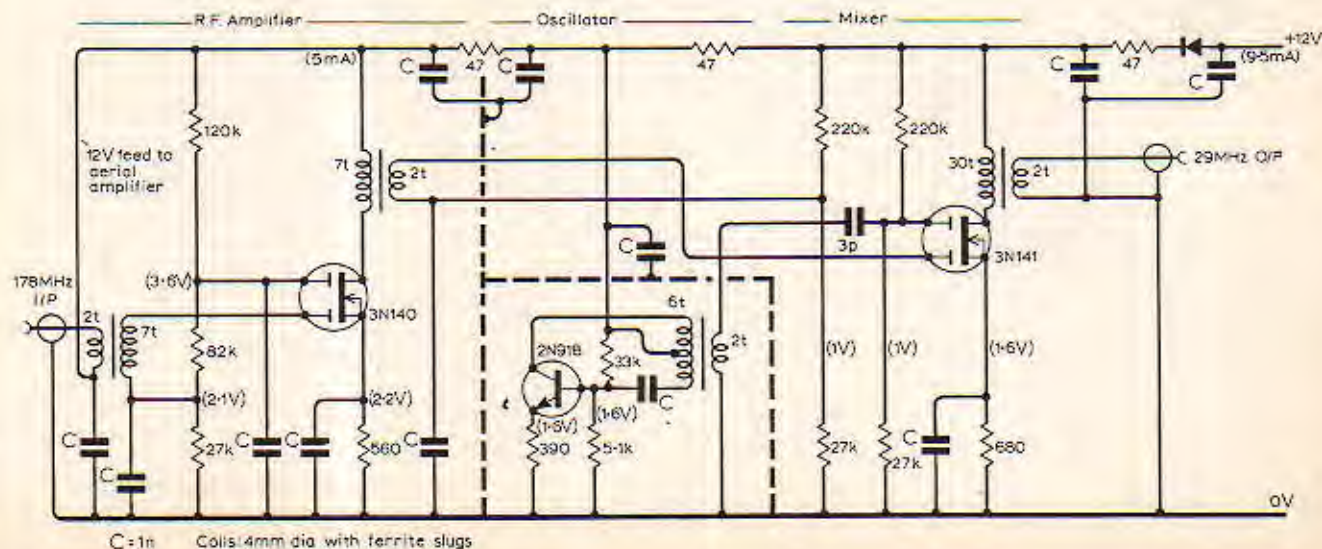 R.F. Amplifier
Oscillator
Mixer
(5mA)
C
47
C
47
C
47
+12V
(9·5mA)
C
120k
220k
220k
12V feed to
aerial
amplifier
7t
2t
30t
2t
C 29MHz O/P
178MHz
I/P
(3·6V)
C
3p
3N141
3N140
2t
7t
82k
6t
2t
2N918
33k
C
(1V)
(1V)
(1·6V)
(2·1V)
(2·2V)
(1·6V)
(1·6V)
C
C
27k
C
C
560
C
390
5·1k
27k
27k
C
680
0V
C=1n
Coils: 4mm dia with ferrite slugs